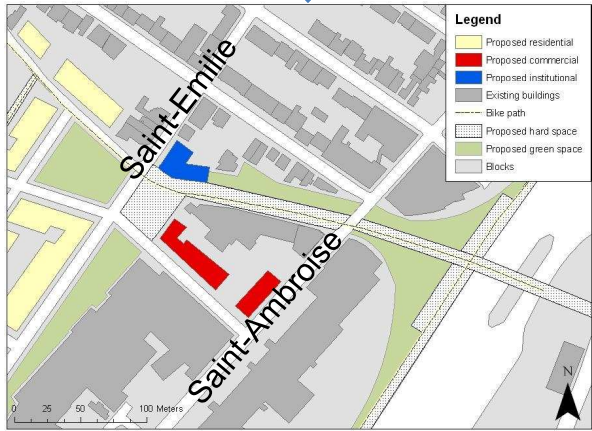 Legend
Proposed residential
Proposed commercial
Proposed institutional
Existing buildings
Bike path
Proposed hard space
Proposed green space
Blocks
Saint-Emilie
Saint-Ambroise
N
0 25 50 100 Meters